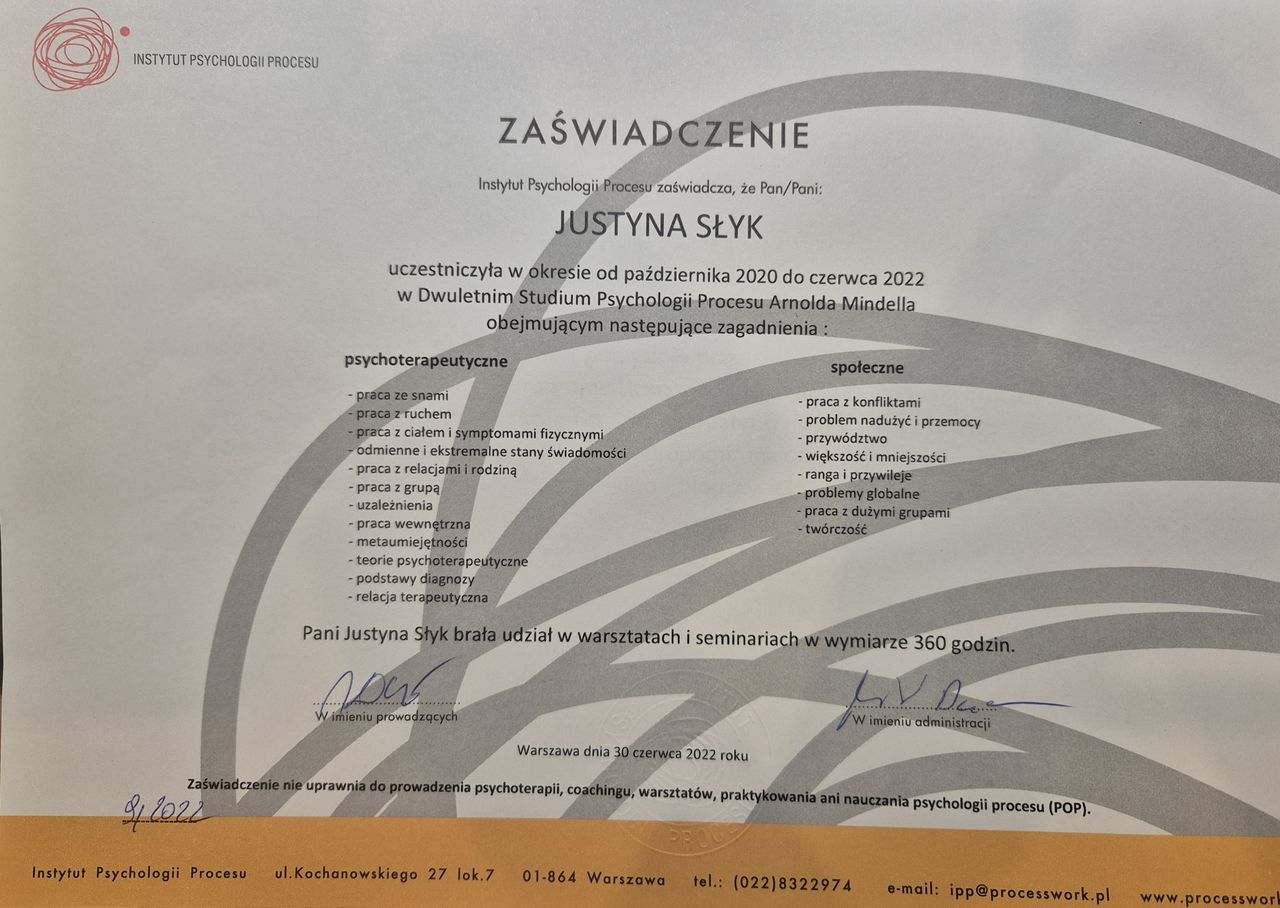 INSTYTUT PSYCHOLOGII PROCESU
ZAŚWIADCZENIE
Instytut Psychologii Procesu zaświadcza, że Pan/Pani:
JUSTYNA SŁYK
uczestniczyła w okresie od października 2020 do czerwca 2022
w Dwuletnim Studium Psychologii Procesu Arnolda Mindella
obejmującym następujące zagadnienia :
psychoterapeutyczne
- praca ze snami
- praca z ruchem
- praca z ciałem i symptomami fizycznymi
- odmienne i ekstremalne stany świadomości
- praca z relacjami i rodziną
- praca z grupą
- uzależnienia
- praca wewnętrzna
- metaumiejętności
- teorie psychoterapeutyczne
- podstawy diagnozy
- relacja terapeutyczna
społeczne
- praca z konfliktami
- problem nadużyć i przemocy
- przywództwo
- większość i mniejszości
- ranga i przywileje
- problemy globalne
- praca z dużymi grupami
- twórczość
Pani Justyna Słyk brała udział w warsztatach i seminariach w wymiarze 360 godzin.
W imieniu prowadzących
W imieniu administracji
Warszawa dnia 30 czerwca 2022 roku
Zaświadczenie nie uprawnia do prowadzenia psychoterapii, coachingu, warsztatów, praktykowania ani nauczania psychologii procesu (POP).
9/2022
Instytut Psychologii Procesu ul.Kochanowskiego 27 lok.7 01-864 Warszawa tel.: (022)8322974 e-mail: ipp@processwork.pl www.processwork